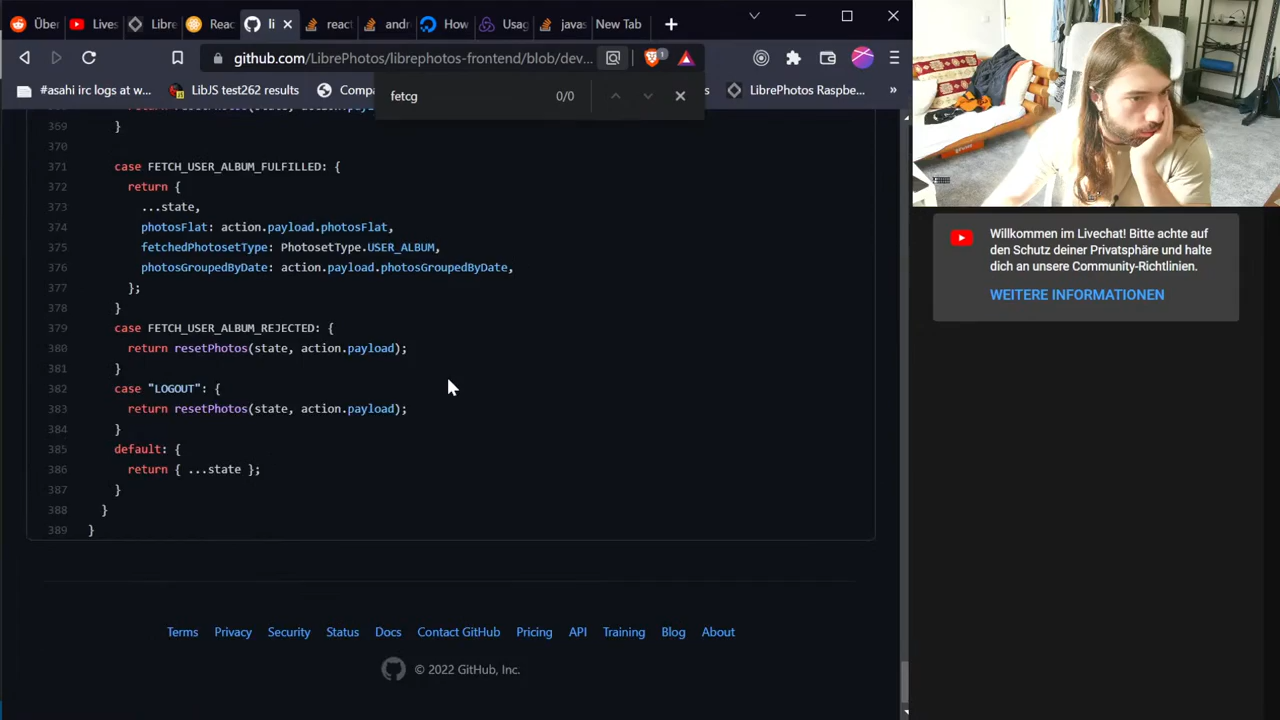 Über
Lives
Libre
Reac
li
react
andr
How
Usag
javas
New Tab
github.com/LibrePhotos/librephotos-frontend/blob/dev...
1
#asahi irc logs at w...
LibJS test262 results
Compa
s
LibrePhotos Raspbe...
»
fetcg
0/0
369 }
370
371 case FETCH_USER_ALBUM_FULFILLED: {
372 return {
373 ...state,
374 photosFlat: action.payload.photosFlat,
375 fetchedPhotosetType: PhotosetType.USER_ALBUM,
376 photosGroupedByDate: action.payload.photosGroupedByDate,
377 };
378 }
379 case FETCH_USER_ALBUM_REJECTED: {
380 return resetPhotos(state, action.payload);
381 }
382 case "LOGOUT": {
383 return resetPhotos(state, action.payload);
384 }
385 default: {
386 return { ...state };
387 }
388 }
389 }
Terms Privacy Security Status Docs Contact GitHub Pricing API Training Blog About
© 2022 GitHub, Inc.
Willkommen im Livechat! Bitte achte auf
den Schutz deiner Privatsphäre und halte
dich an unsere Community-Richtlinien.
WEITERE INFORMATIONEN